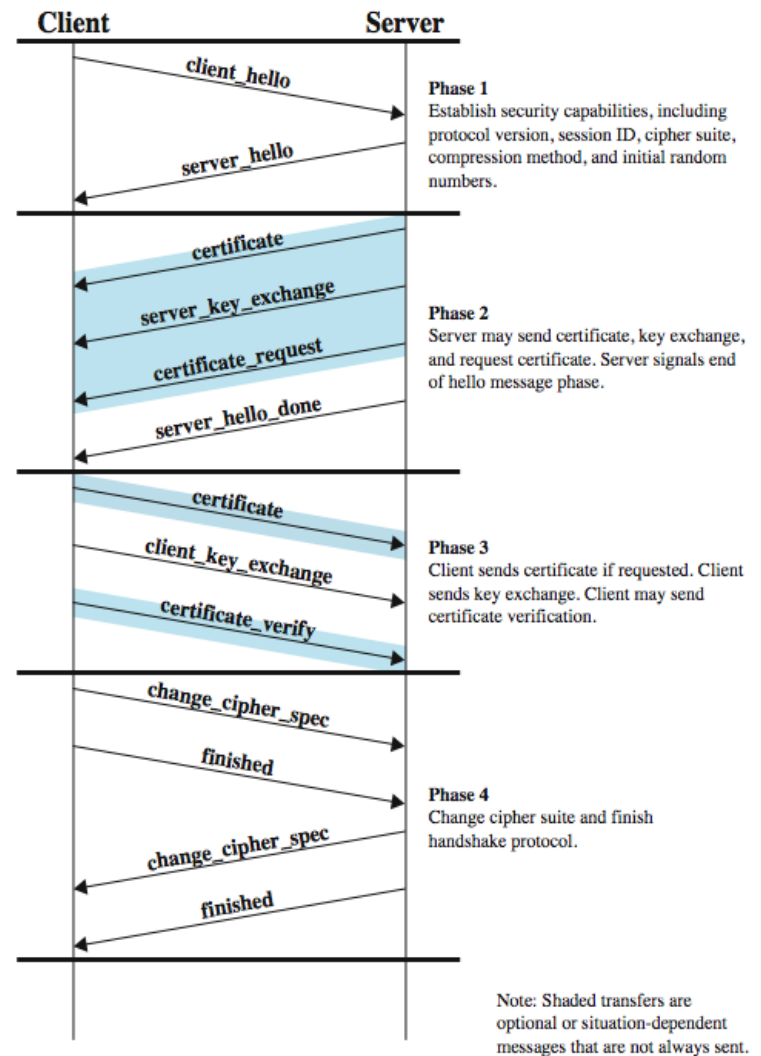 Client Server
client_hello
Phase 1
Establish security capabilities, including
protocol version, session ID, cipher suite,
compression method, and initial random
numbers.
server_hello
certificate
server_key_exchange
certificate_request
server_hello_done
Phase 2
Server may send certificate, key exchange,
and request certificate. Server signals end
of hello message phase.
certificate
client_key_exchange
certificate_verify
Phase 3
Client sends certificate if requested. Client
sends key exchange. Client may send
certificate verification.
change_cipher_spec
finished
change_cipher_spec
finished
Phase 4
Change cipher suite and finish
handshake protocol.
Note: Shaded transfers are
optional or situation-dependent
messages that are not always sent.